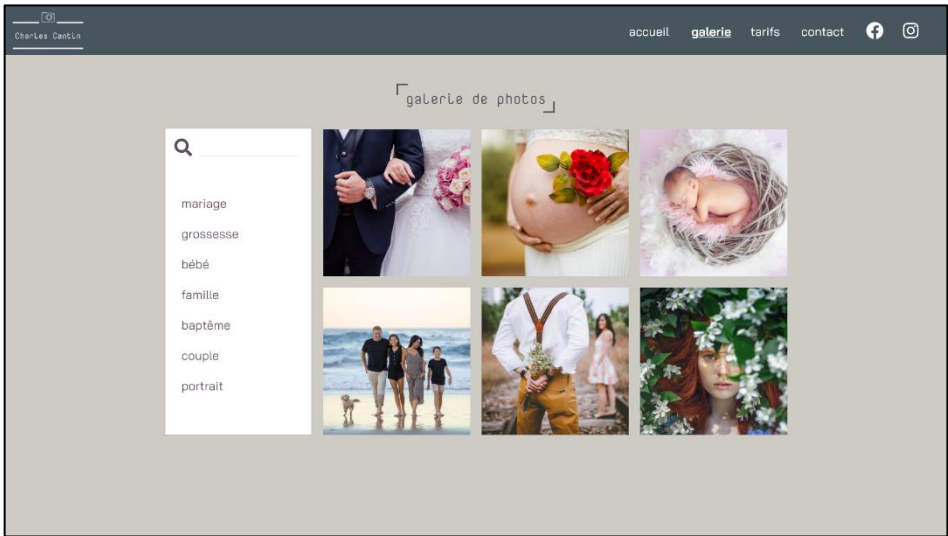 Charles Cantin
accueil galerie tarifs contact
galerie de photos
mariage
grossesse
bébé
famille
baptême
couple
portrait